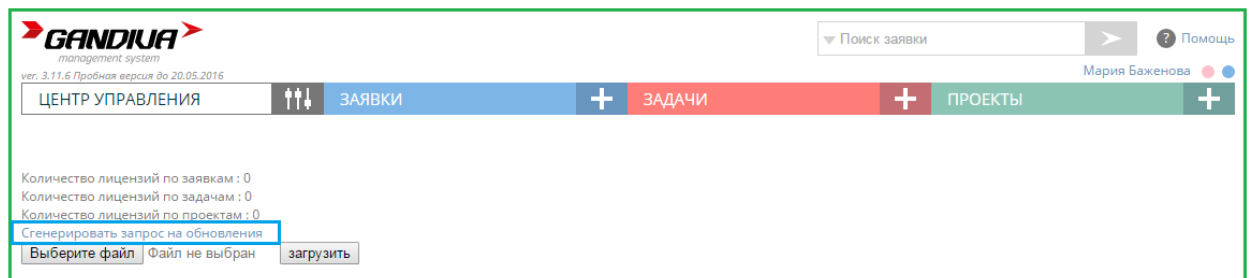 GANDIVA
management system
ver. 3.11.6 Пробная версия до 20.05.2016
Поиск заявки
? Помощь
Мария Баженова
ЦЕНТР УПРАВЛЕНИЯ
ЗАЯВКИ +
ЗАДАЧИ +
ПРОЕКТЫ +
Количество лицензий по заявкам : 0
Количество лицензий по задачам : 0
Количество лицензий по проектам : 0
Сгенерировать запрос на обновления
Выберите файл Файл не выбран загрузить